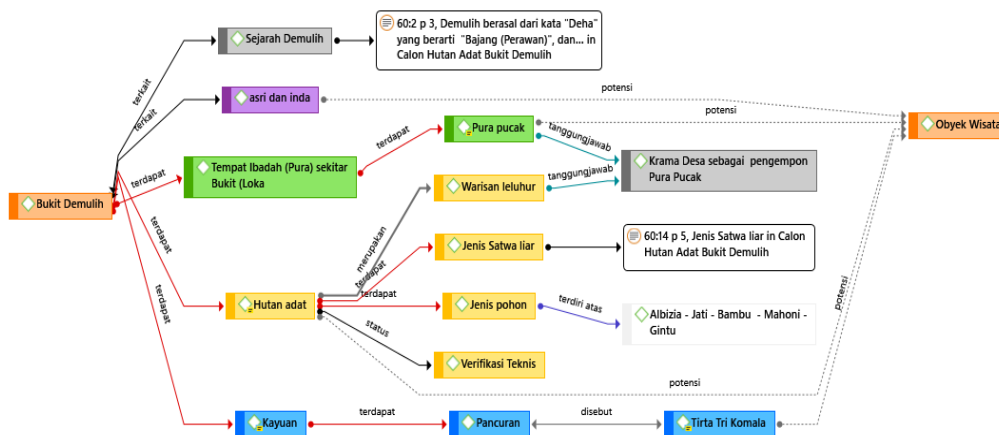 Sejarah Demulih
60:2 p 3, Demulih berasal dari kata "Deha"
yang berarti "Bajang (Perawan)", dan... in
Calon Hutan Adat Bukit Demulih
terkait
terkait
asri dan inda
potensi
potensi
Obyek Wisata
Pura pucak
tanggungjawab
terdapat
Tempat Ibadah (Pura) sekitar
Bukit (Loka
Krama Desa sebagai pengempon
Pura Pucak
tanggungjawab
Warisan leluhur
terdapat
Bukit Demulih
terdapat
merupakan
60:14 p 5, Jenis Satwa liar in Calon
Hutan Adat Bukit Demulih
Jenis Satwa liar
terdapat
potensi
terdapat
Hutan adat
terdapat
Jenis pohon
terdiri atas
Albizia - Jati - Bambu - Mahoni -
Gintu
status
Verifikasi Teknis
potensi
Kayuan
terdapat
Pancuran
disebut
Tirta Tri Komala